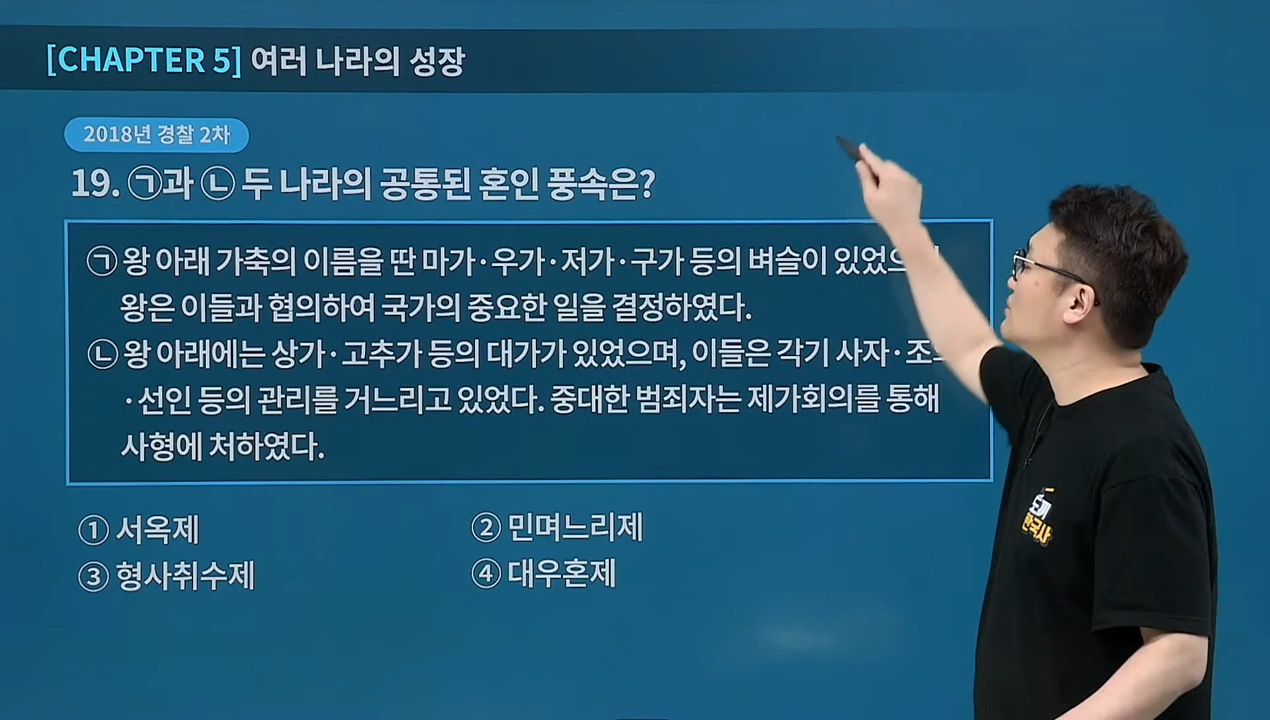 [CHAPTER 5] 여러 나라의 성장
2018년 경찰 2차
19. ㉠과 ㉡ 두 나라의 공통된 혼인 풍속은?
㉠ 왕 아래 가축의 이름을 딴 마가·우가·저가·구가 등의 벼슬이 있었으
왕은 이들과 협의하여 국가의 중요한 일을 결정하였다.
㉡ 왕 아래에는 상가·고추가 등의 대가가 있었으며, 이들은 각기 사자·조
·선인 등의 관리를 거느리고 있었다. 중대한 범죄자는 제가회의를 통해
사형에 처하였다.
① 서옥제
② 민며느리제
③ 형사취수제
④ 대우혼제
한국사